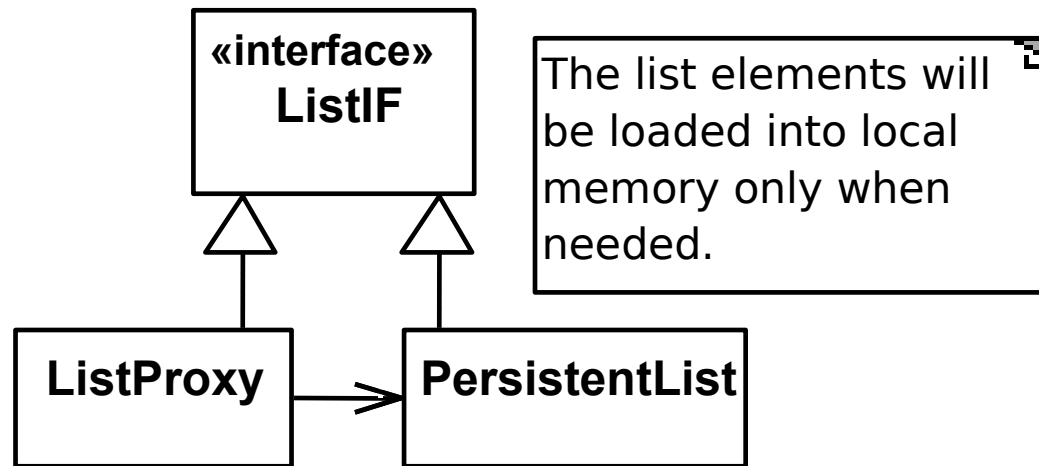 «interface»
ListIF
The list elements will
be loaded into local
memory only when
needed.
ListProxy
PersistentList